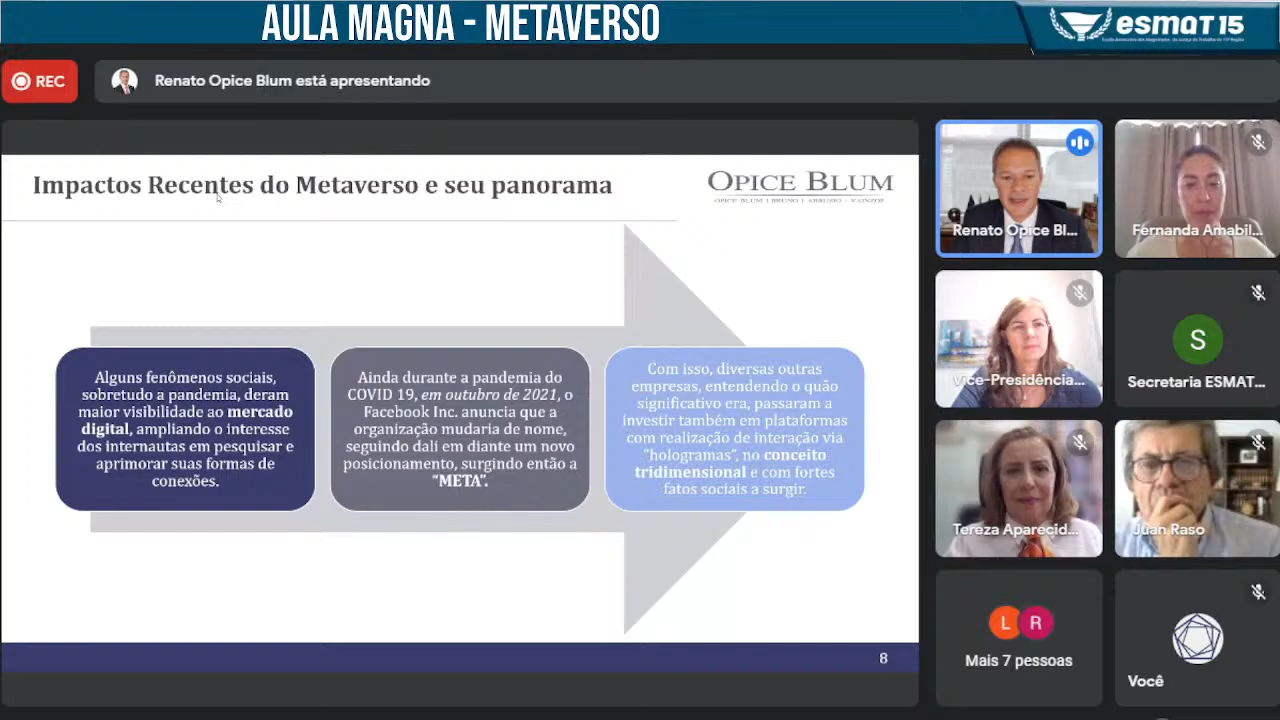 AULA MAGNA - METAVERSO
esmat 15
REC
Renato Opice Blum está apresentando
Impactos Recentes do Metaverso e seu panorama
OPICE BLUM
OPICE BLUM | BRUNO | ABRUSIO | VAINZOF
Alguns fenômenos sociais,
sobretudo a pandemia, deram
maior visibilidade ao mercado
digital, ampliando o interesse
dos internautas em pesquisar e
aprimorar suas formas de
conexões.
Ainda durante a pandemia do
COVID 19, em outubro de 2021, o
Facebook Inc. anuncia que a
organização mudaria de nome,
seguindo dali em diante um novo
posicionamento, surgindo então a
“META”.
Com isso, diversas outras
empresas, entendendo o quão
significativo era, passaram a
investir também em plataformas
com realização de interação via
"hologramas", no conceito
tridimensional e com fortes
fatos sociais a surgir.
8
Renato Opice Bl...
Fernanda Amabil...
Vice-Presidência...
S
Secretaria ESMAT...
Tereza Aparecid...
Juan Raso
L R
Mais 7 pessoas
Você